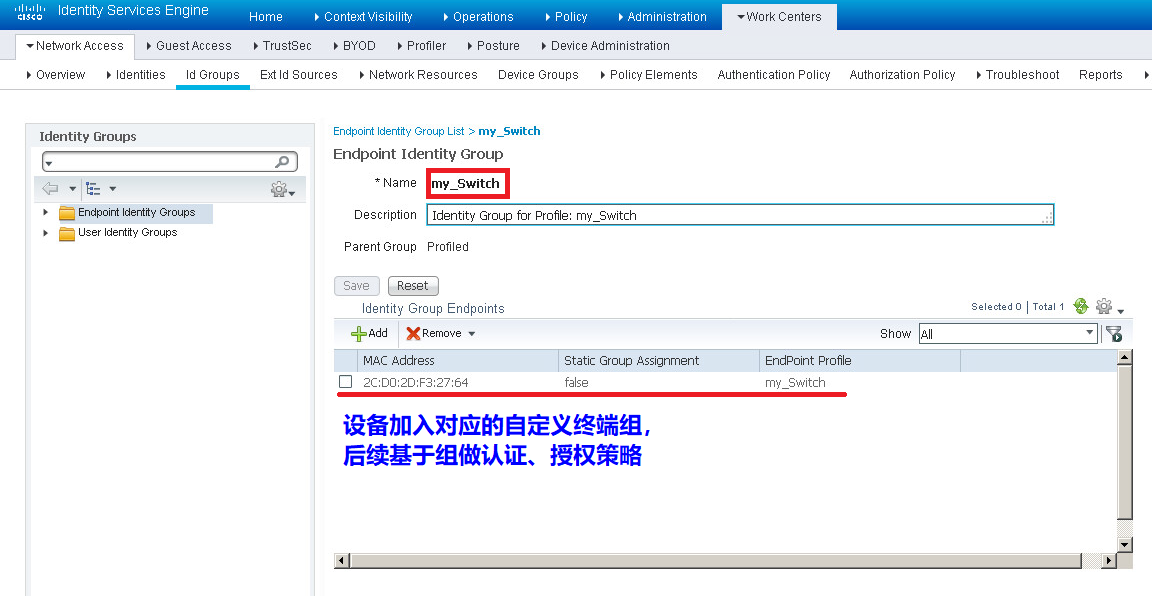 CISCO Identity Services Engine Home Context Visibility Operations Policy Administration Work Centers
Network Access Guest Access TrustSec BYOD Profiler Posture Device Administration
Overview Identities Id Groups Ext Id Sources Network Resources Device Groups Policy Elements Authentication Policy Authorization Policy Troubleshoot Reports
Identity Groups
Endpoint Identity Groups
User Identity Groups
Endpoint Identity Group List > my_Switch
Endpoint Identity Group
* Name my_Switch
Description Identity Group for Profile: my_Switch
Parent Group Profiled
Save Reset
Identity Group Endpoints
Selected 0 | Total 1
Add Remove Show All
MAC Address Static Group Assignment EndPoint Profile
2C:D0:2D:F3:27:64 false my_Switch
设备加入对应的自定义终端组，
后续基于组做认证、授权策略